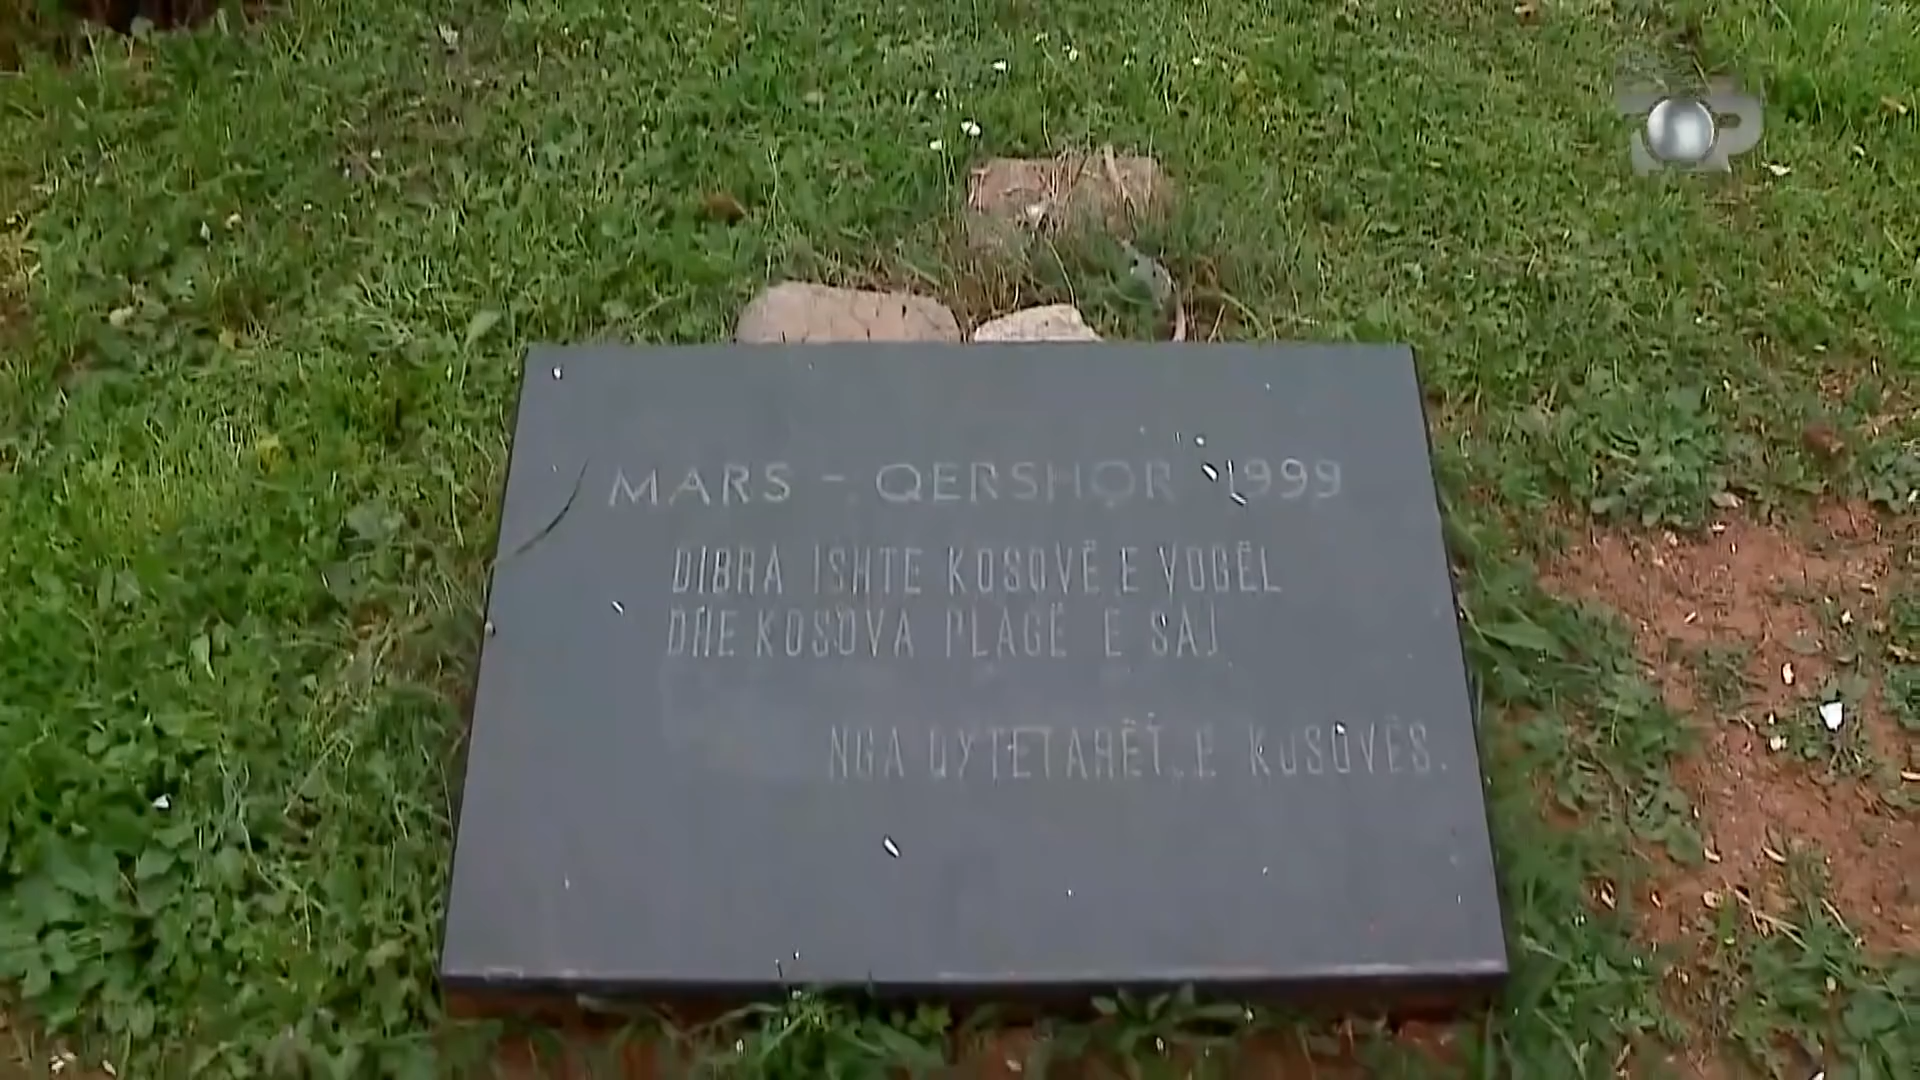 MARS - QERSHOR 1999
DIBRA ISHTE KOSOVË E VOGËL
DHE KOSOVA PLAGË E SAJ
NGA QYTETARËT E KOSOVËS.